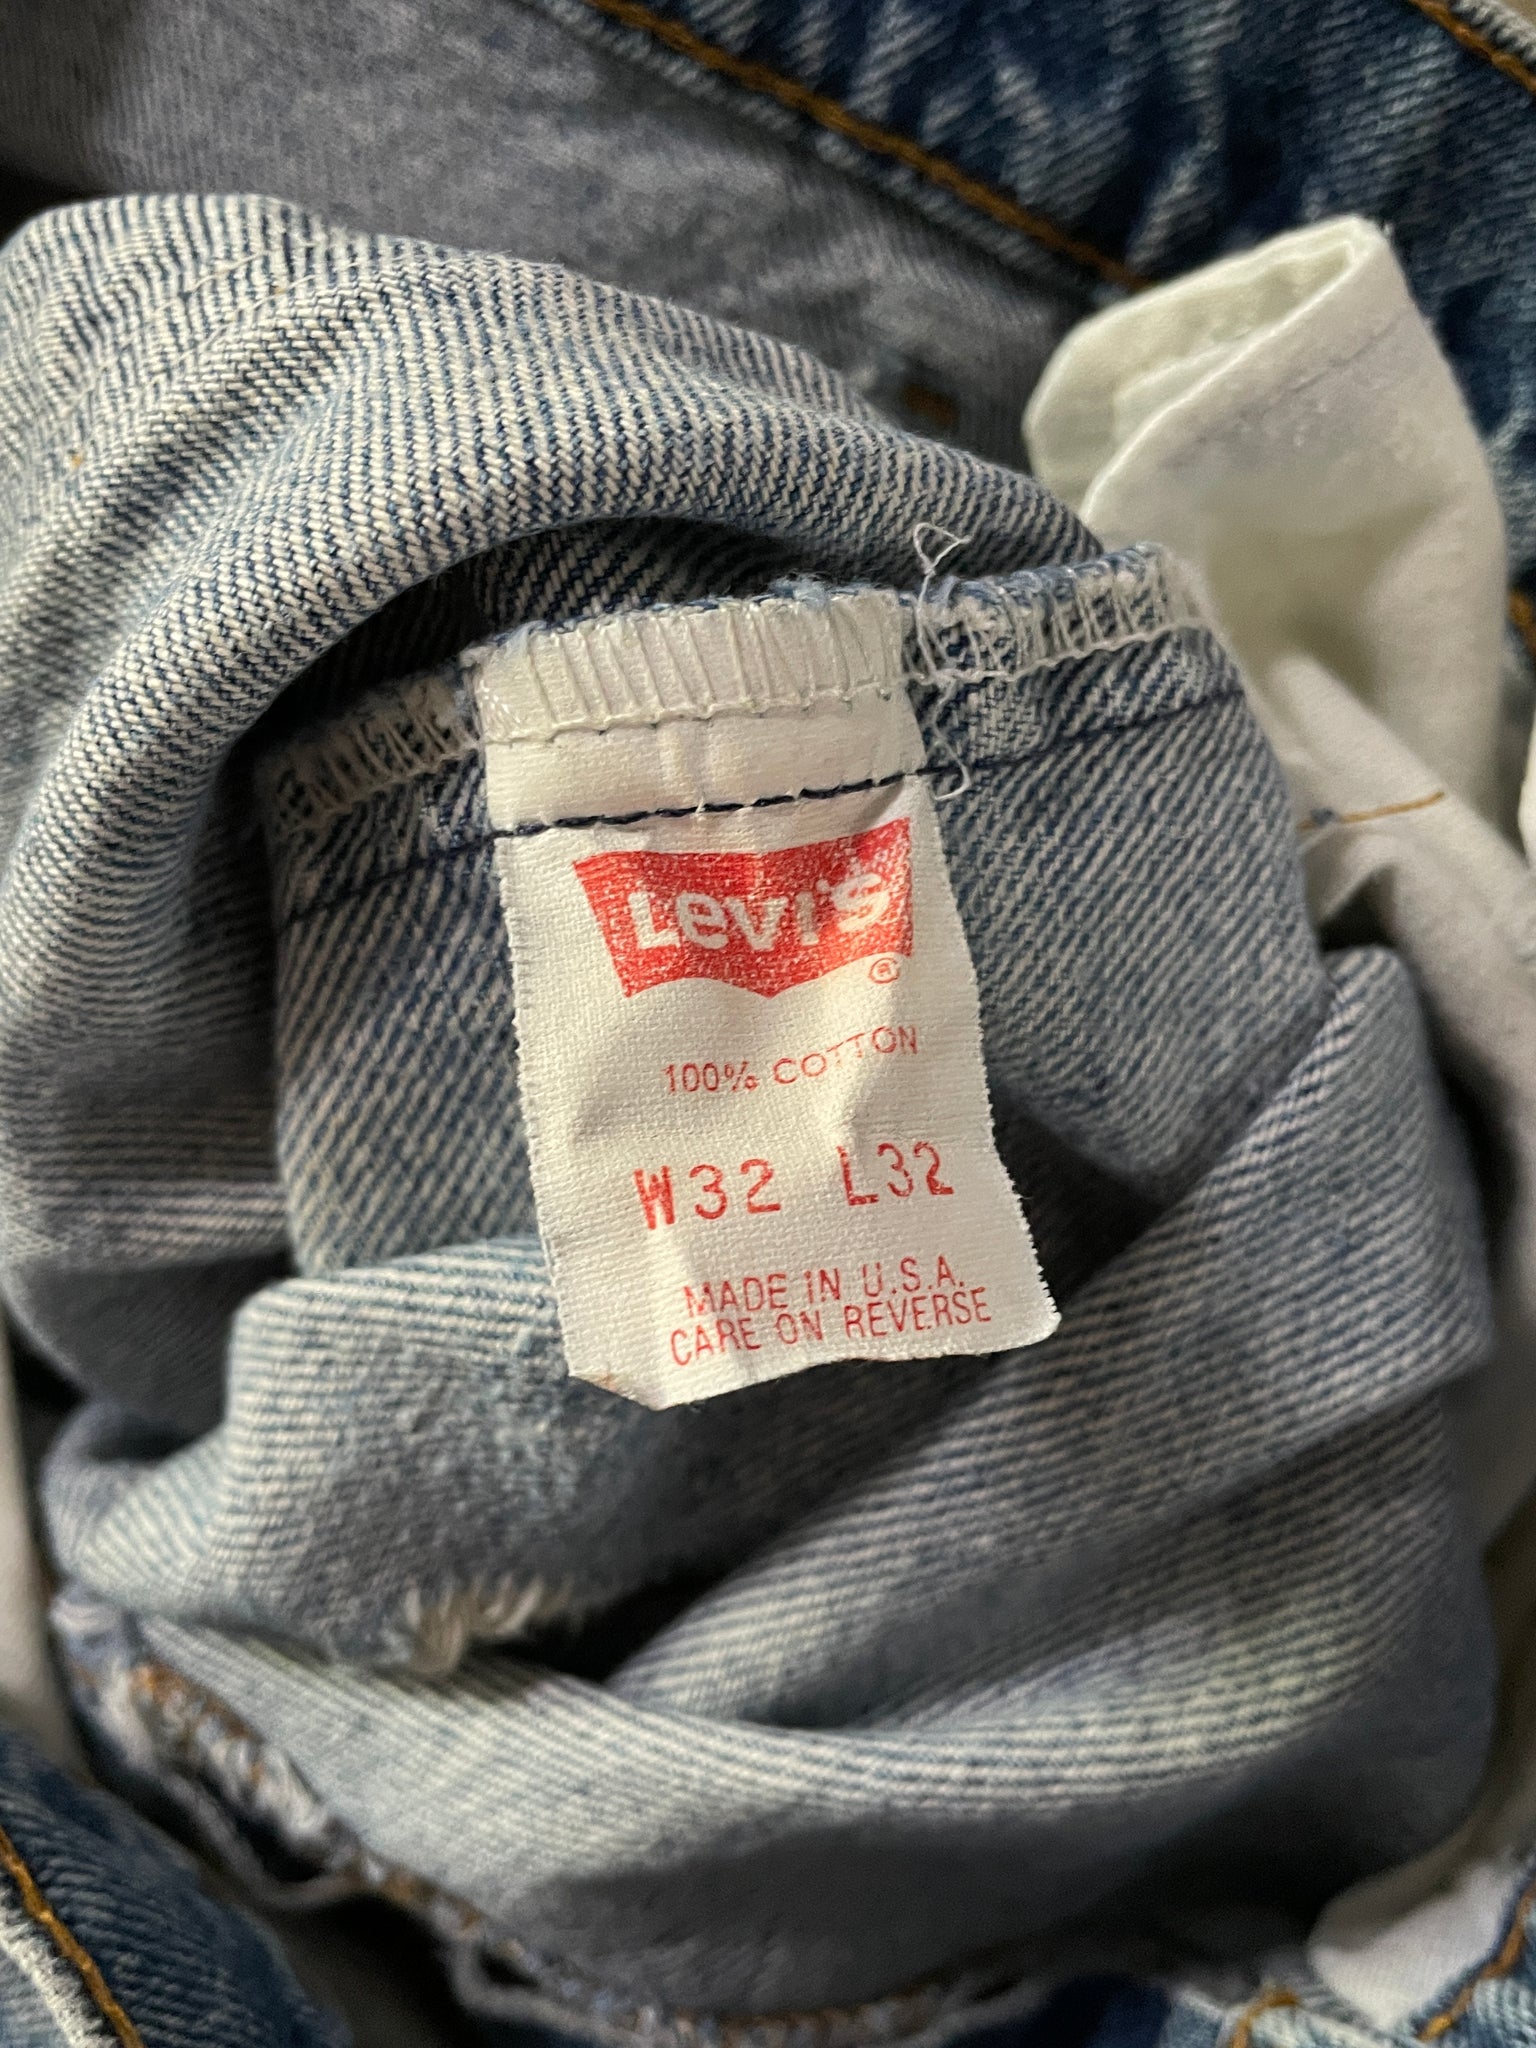 Levi's
®
100% COTTON
W32 L32
MADE IN U.S.A.
CARE ON REVERSE